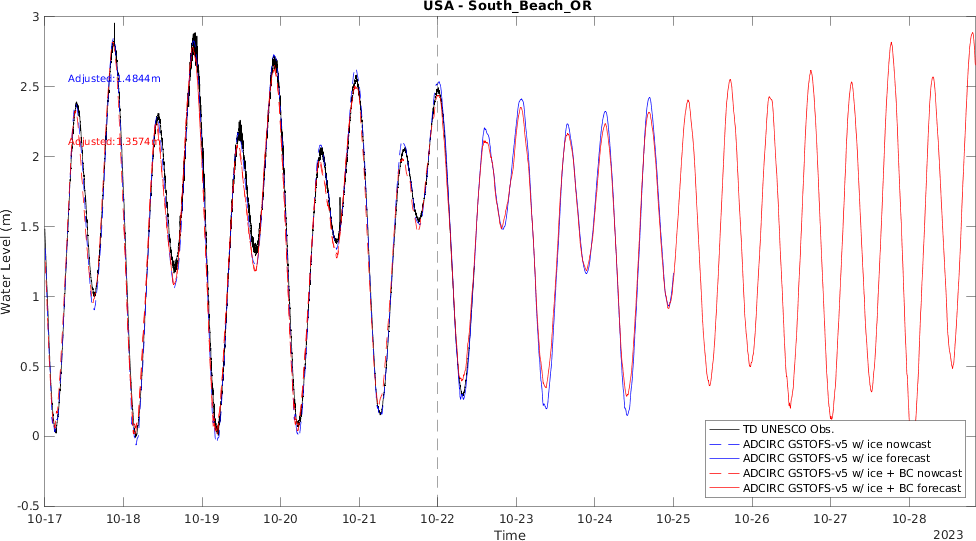 USA - South_Beach_OR
3
2.5
2
1.5
1
0.5
0
-0.5
Water Level (m)
Adjusted:1.4844m
Adjusted:1.3574m
TD UNESCO Obs.
ADCIRC GSTOFS-v5 w/ ice nowcast
ADCIRC GSTOFS-v5 w/ ice forecast
ADCIRC GSTOFS-v5 w/ ice + BC nowcast
ADCIRC GSTOFS-v5 w/ ice + BC forecast
10-17 10-18 10-19 10-20 10-21 10-22 10-23 10-24 10-25 10-26 10-27 10-28
Time
2023